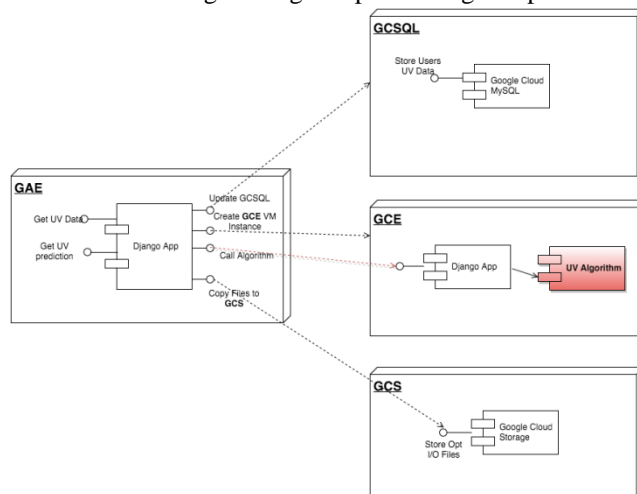 GCSQL
Store Users
UV Data
Google Cloud
MySQL
GAE
Get UV Data
Get UV
prediction
Django App
Update GCSQL
Create GCE VM
Instance
Call Algorithm
Copy Files to
GCS
GCE
Django App
UV Algorithm
GCS
Google Cloud
Storage
Store Opt
I/O Files